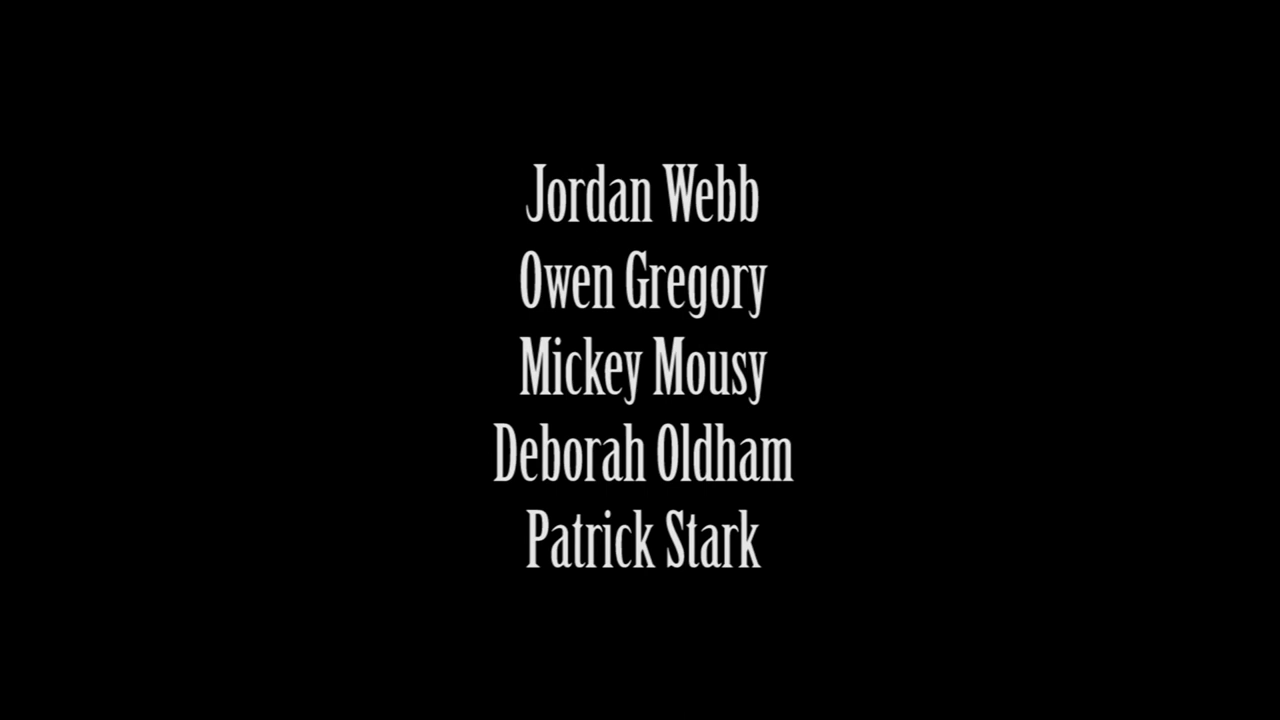 Jordan Webb
Owen Gregory
Mickey Mousy
Deborah Oldham
Patrick Stark